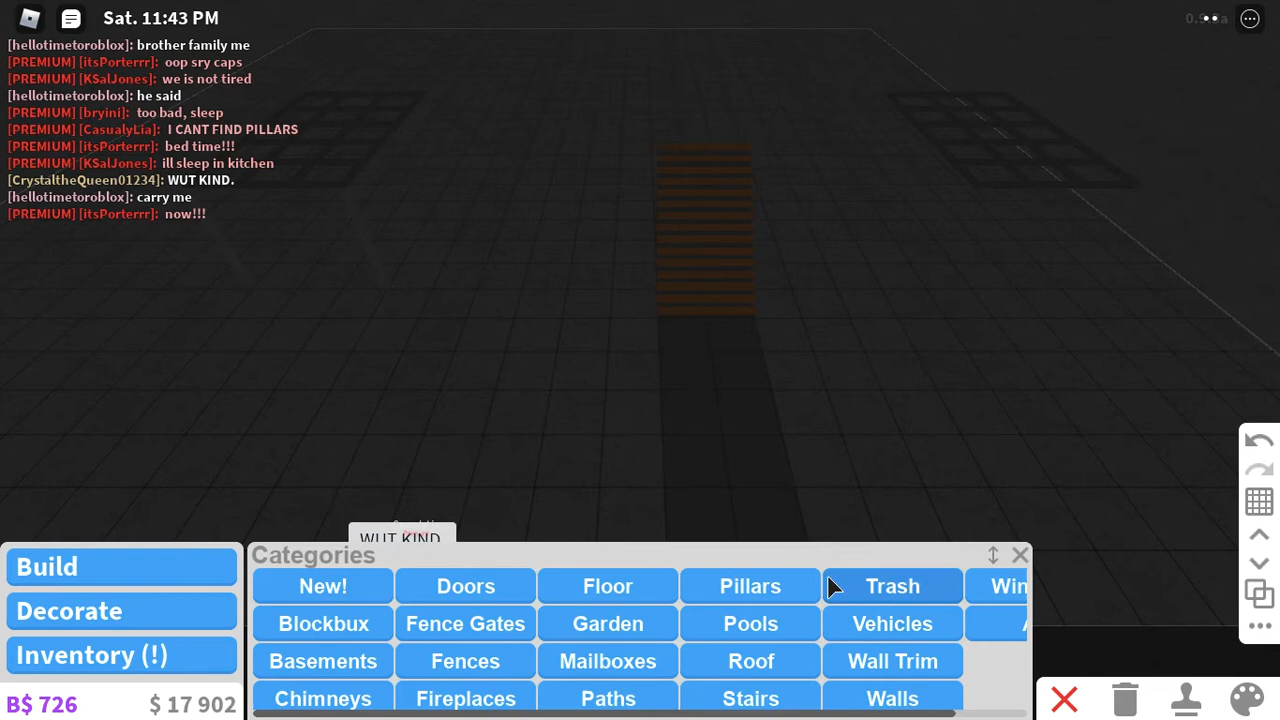 Sat. 11:43 PM
[hellotimetoroblox]: brother family me
[PREMIUM] [itsPorterrr]: oop sry caps
[PREMIUM] [KSalJones]: we is not tired
[hellotimetoroblox]: he said
[PREMIUM] [bryini]: too bad, sleep
[PREMIUM] [CasualyLia]: I CANT FIND PILLARS
[PREMIUM] [itsPorterrr]: bed time!!!
[PREMIUM] [KSalJones]: ill sleep in kitchen
[CrystaltheQueen01234]: WUT KIND.
[hellotimetoroblox]: carry me
[PREMIUM] [itsPorterrr]: now!!!
WUT KIND.
Build
Decorate
Inventory (!)
B$ 726 $ 17 902
Categories
New! Doors Floor Pillars Trash Win
Blockbux Fence Gates Garden Pools Vehicles
Basements Fences Mailboxes Roof Wall Trim
Chimneys Fireplaces Paths Stairs Walls